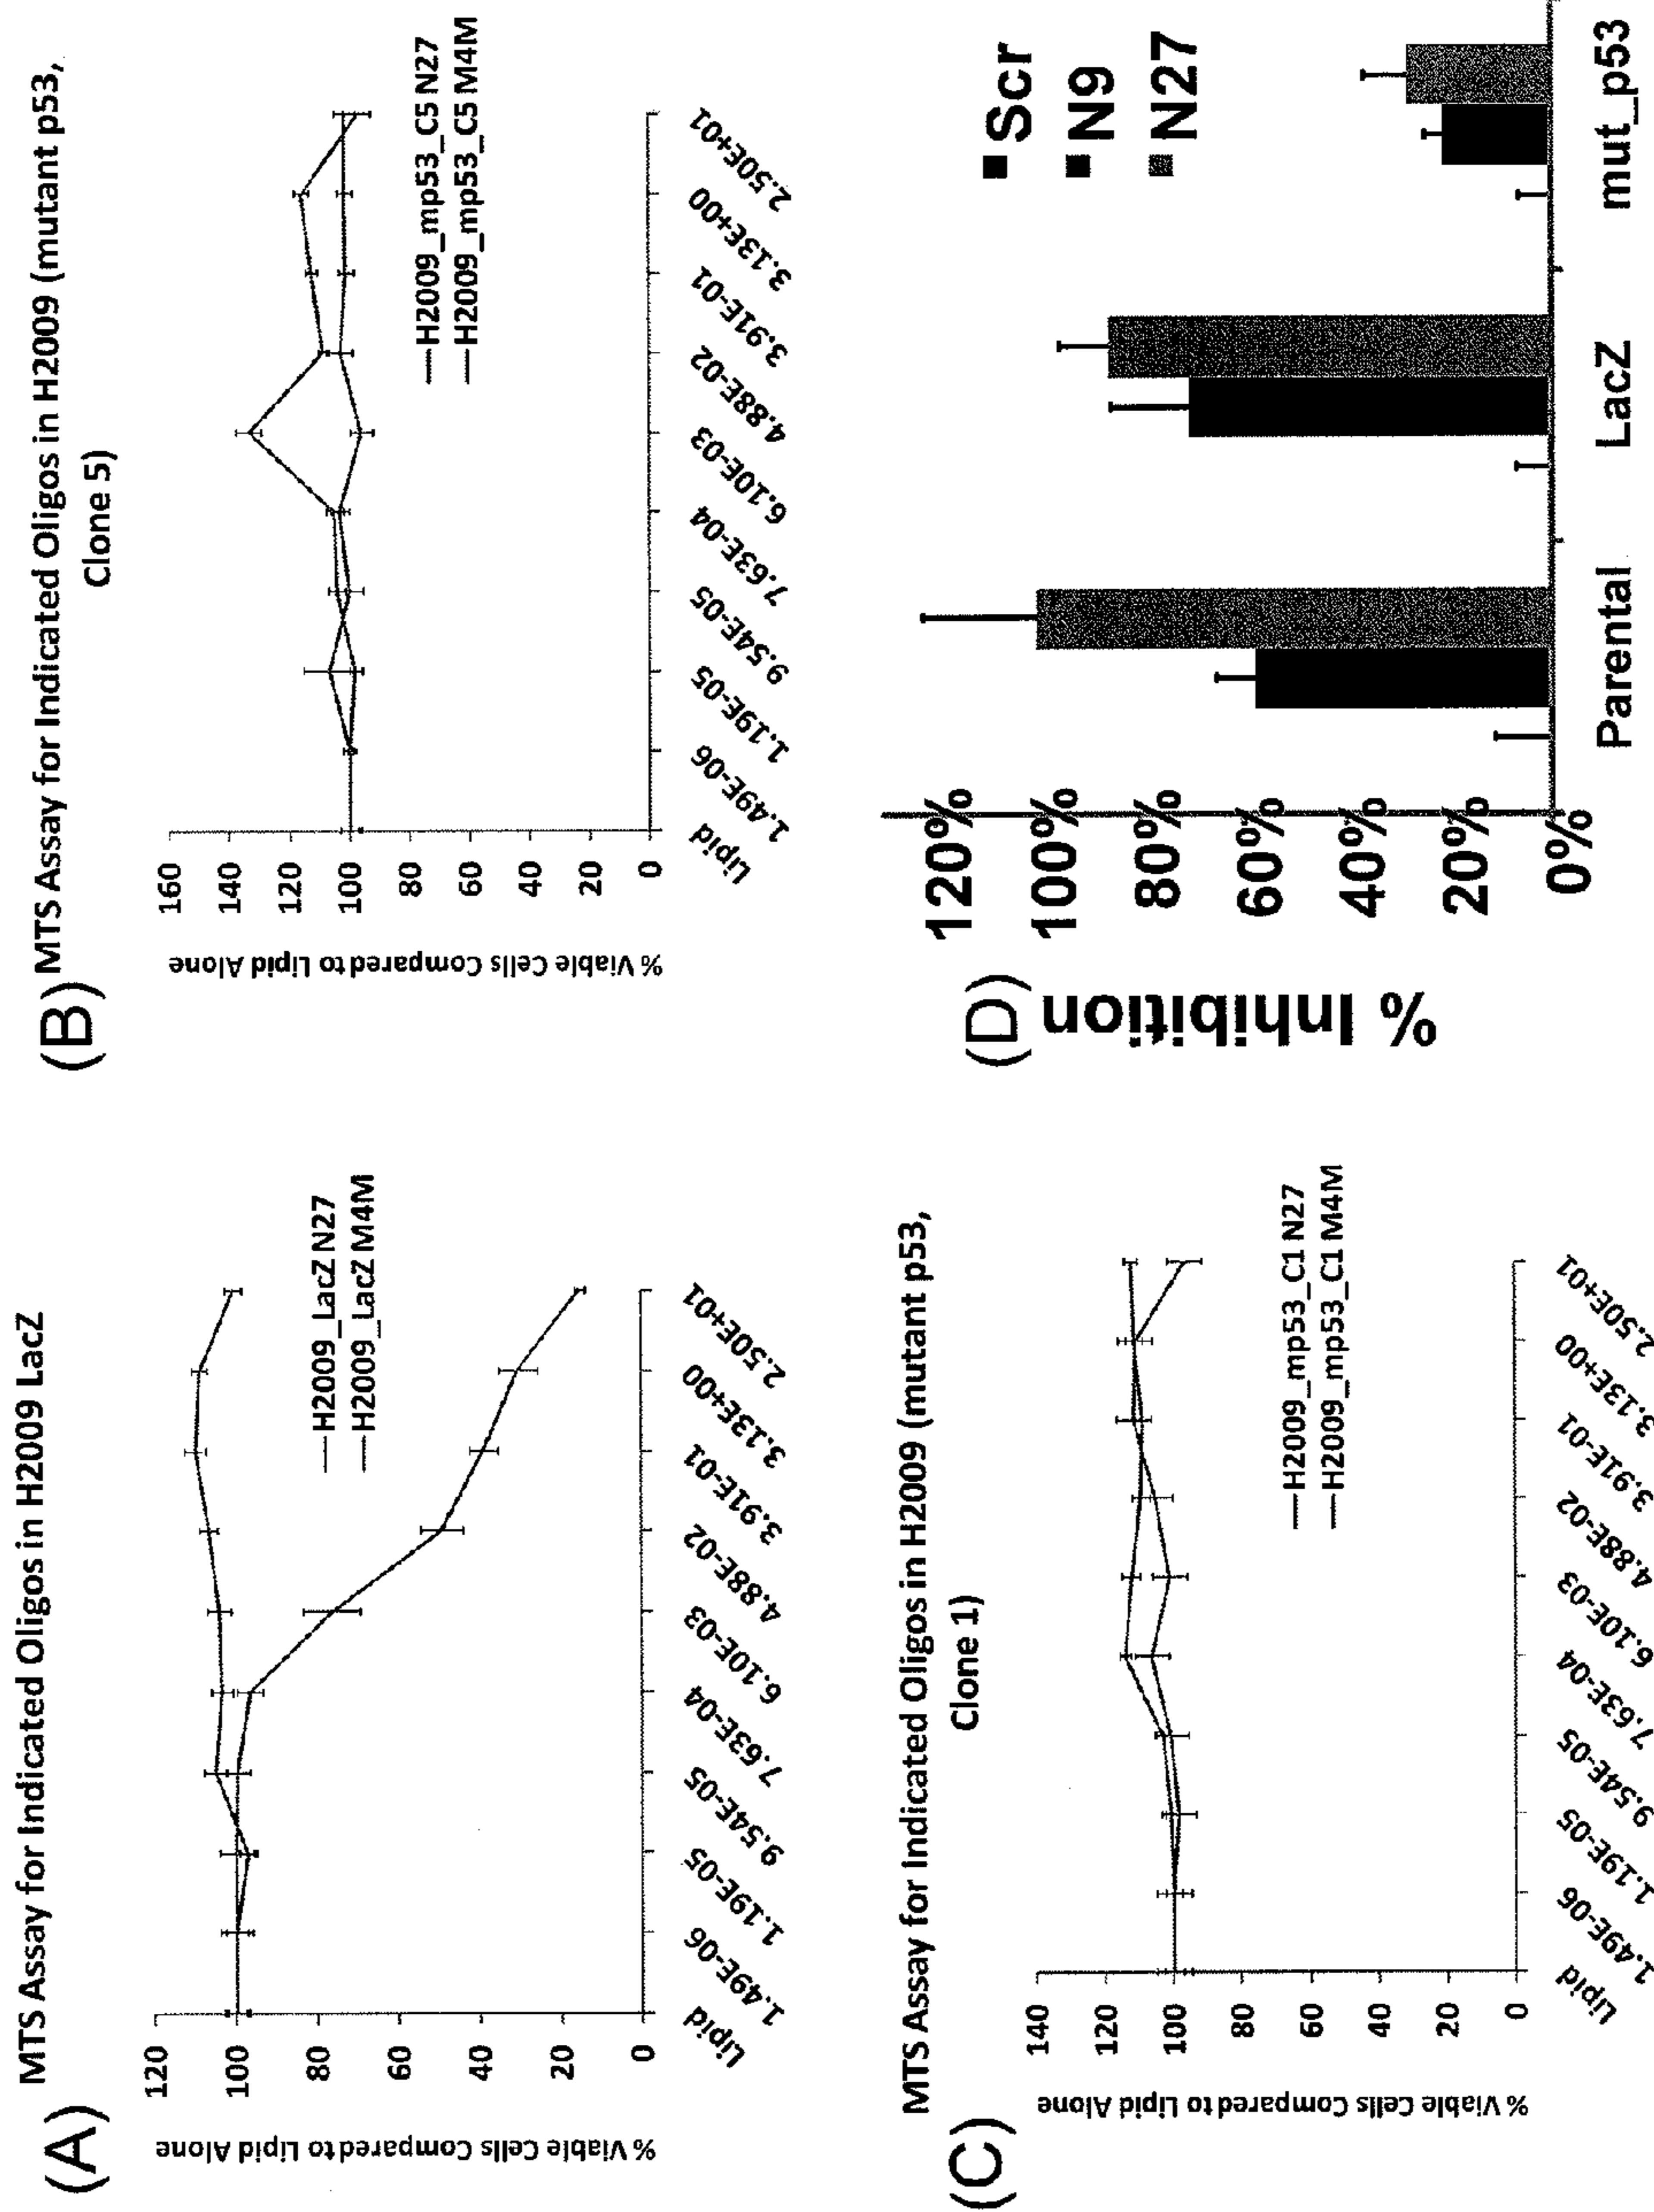 (A)
MTS Assay for Indicated Oligos in H2009 LacZ
% Viable Cells Compared to Lipid Alone
120
100
80
60
40
20
0
Lipid
1.49E-06
1.19E-05
9.54E-05
7.63E-04
6.10E-03
4.88E-02
3.91E-01
3.13E+00
2.50E+01
H2009_LacZ N27
H2009_LacZ M4M
(B) MTS Assay for Indicated Oligos in H2009 (mutant p53,
Clone 5)
% Viable Cells Compared to Lipid Alone
160
140
120
100
80
60
40
20
0
Lipid
1.49E-06
1.19E-05
9.54E-05
7.63E-04
6.10E-03
4.88E-02
3.91E-01
3.13E+00
2.50E+01
H2009_mp53_C5 N27
H2009_mp53_C5 M4M
(C)
MTS Assay for Indicated Oligos in H2009 (mutant p53,
Clone 1)
% Viable Cells Compared to Lipid Alone
140
120
100
80
60
40
20
0
Lipid
1.49E-06
1.19E-05
9.54E-05
7.63E-04
6.10E-03
4.88E-02
3.91E-01
3.13E+00
2.50E+01
H2009_mp53_C1 N27
H2009_mp53_C1 M4M
(D)
% Inhibition
120%
100%
80%
60%
40%
20%
0%
Parental
LacZ
mut_p53
Scr
N9
N27